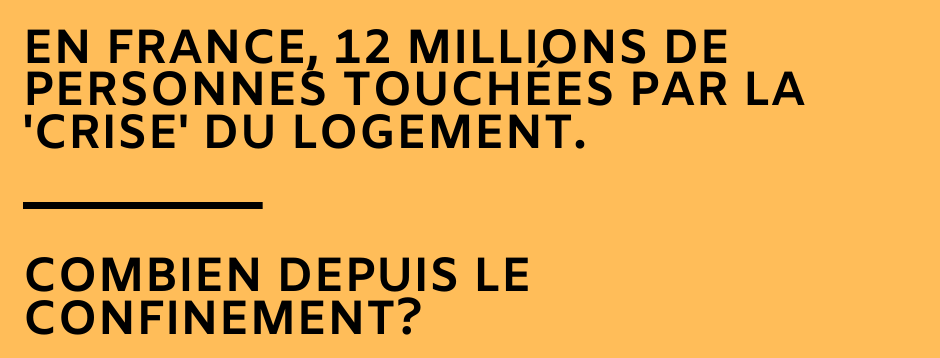 EN FRANCE, 12 MILLIONS DE
PERSONNES TOUCHÉES PAR LA
'CRISE' DU LOGEMENT.
COMBIEN DEPUIS LE
CONFINEMENT?